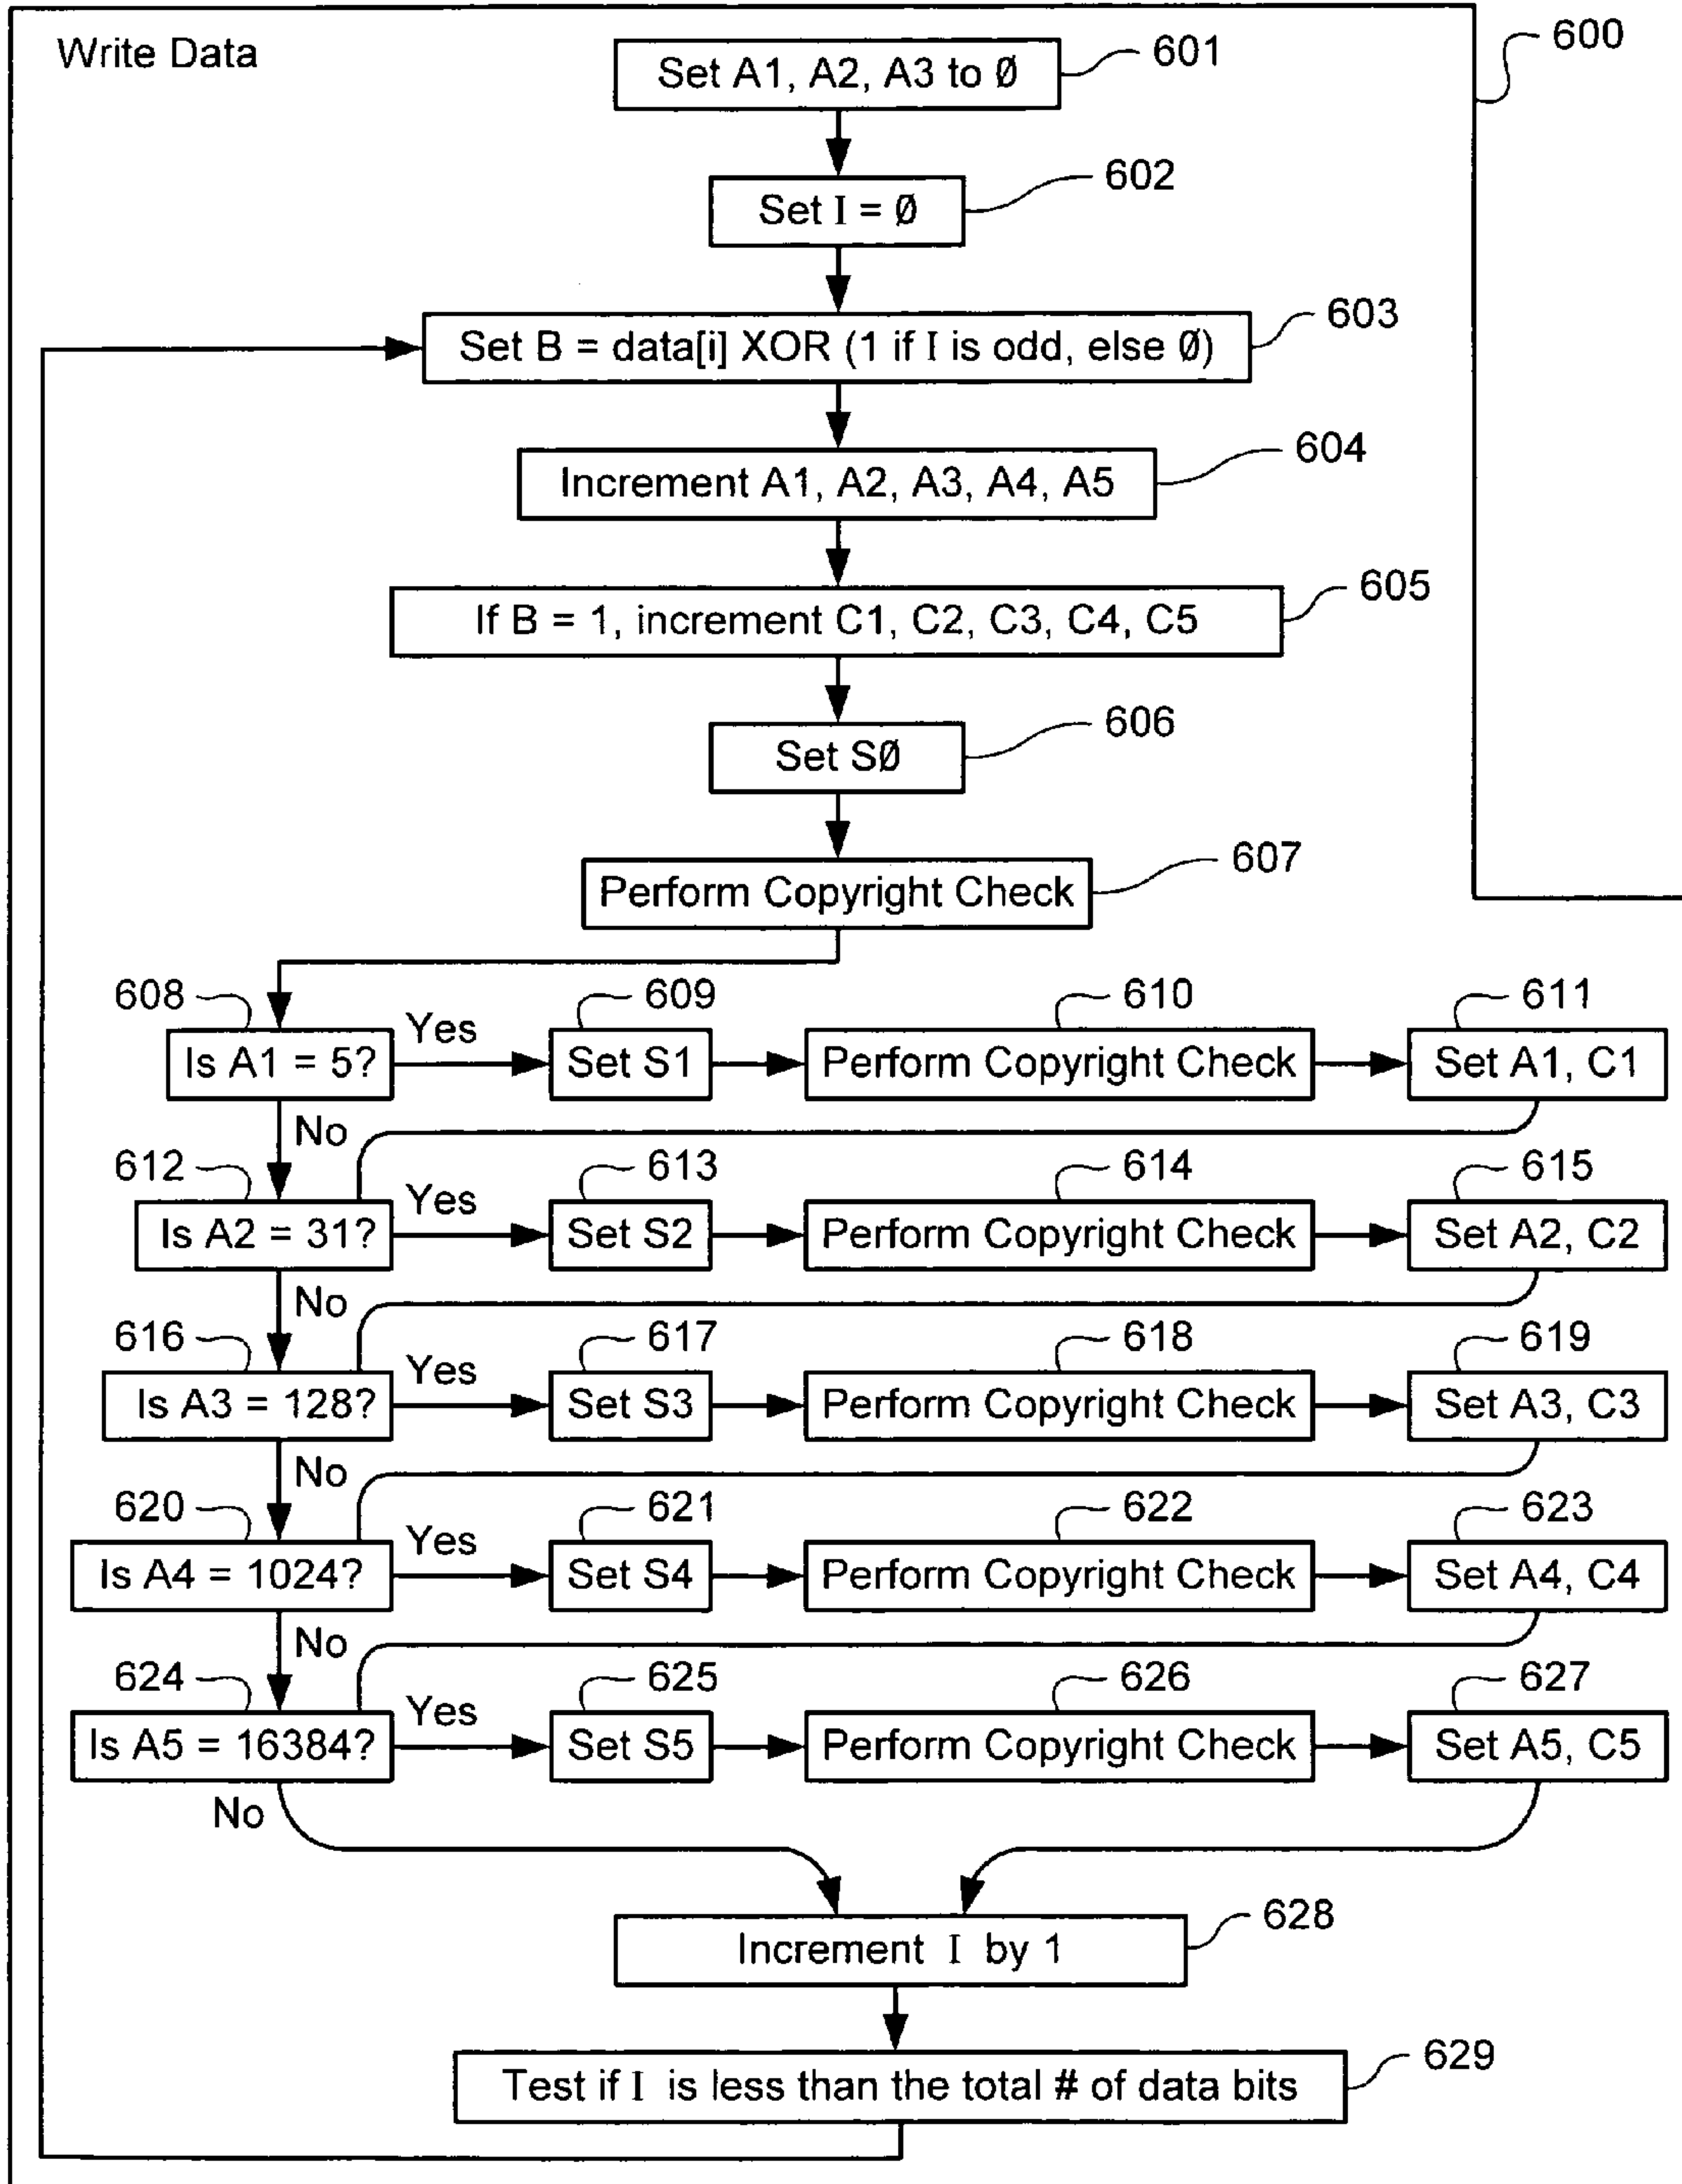 Write Data
600
601
Set A1, A2, A3 to Ø
602
Set I = Ø
603
Set B = data[i] XOR (1 if I is odd, else Ø)
604
Increment A1, A2, A3, A4, A5
605
If B = 1, increment C1, C2, C3, C4, C5
606
Set SØ
607
Perform Copyright Check
608 609 610 611
Is A1 = 5? Yes Set S1 Perform Copyright Check Set A1, C1
No
612 613 614 615
Is A2 = 31? Yes Set S2 Perform Copyright Check Set A2, C2
No
616 617 618 619
Is A3 = 128? Yes Set S3 Perform Copyright Check Set A3, C3
No
620 621 622 623
Is A4 = 1024? Yes Set S4 Perform Copyright Check Set A4, C4
No
624 625 626 627
Is A5 = 16384? Yes Set S5 Perform Copyright Check Set A5, C5
No
628
Increment I by 1
629
Test if I is less than the total # of data bits